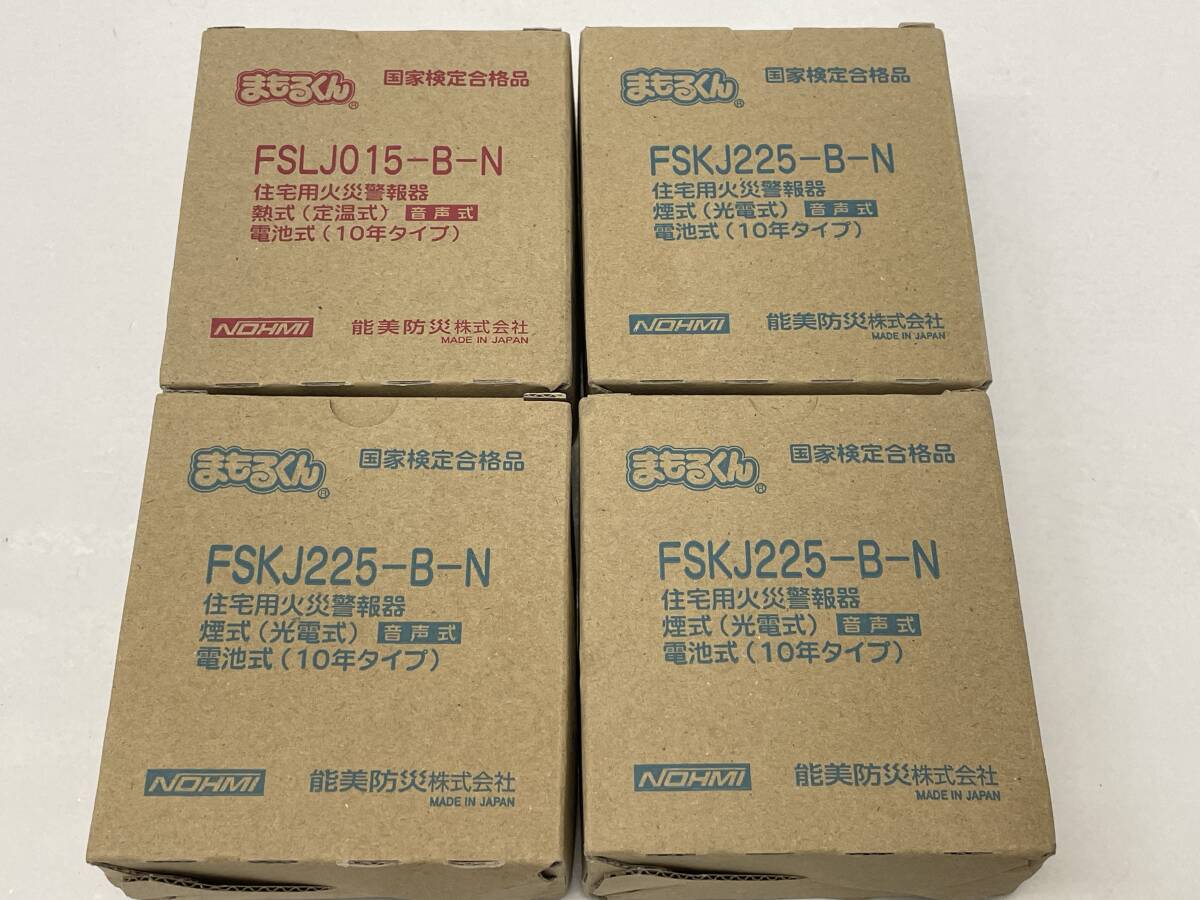 まもるくん® 国家検定合格品
FSLJ015-B-N
住宅用火災警報器
熱式(定温式) 音声式
電池式(10年タイプ)
NOHMI 能美防災株式会社
MADE IN JAPAN
まもるくん® 国家検定合格品
FSKJ225-B-N
住宅用火災警報器
煙式(光電式) 音声式
電池式(10年タイプ)
NOHMI 能美防災株式会社
MADE IN JAPAN
まもるくん® 国家検定合格品
FSKJ225-B-N
住宅用火災警報器
煙式(光電式) 音声式
電池式(10年タイプ)
NOHMI 能美防災株式会社
MADE IN JAPAN
まもるくん® 国家検定合格品
FSKJ225-B-N
住宅用火災警報器
煙式(光電式) 音声式
電池式(10年タイプ)
NOHMI 能美防災株式会社
MADE IN JAPAN